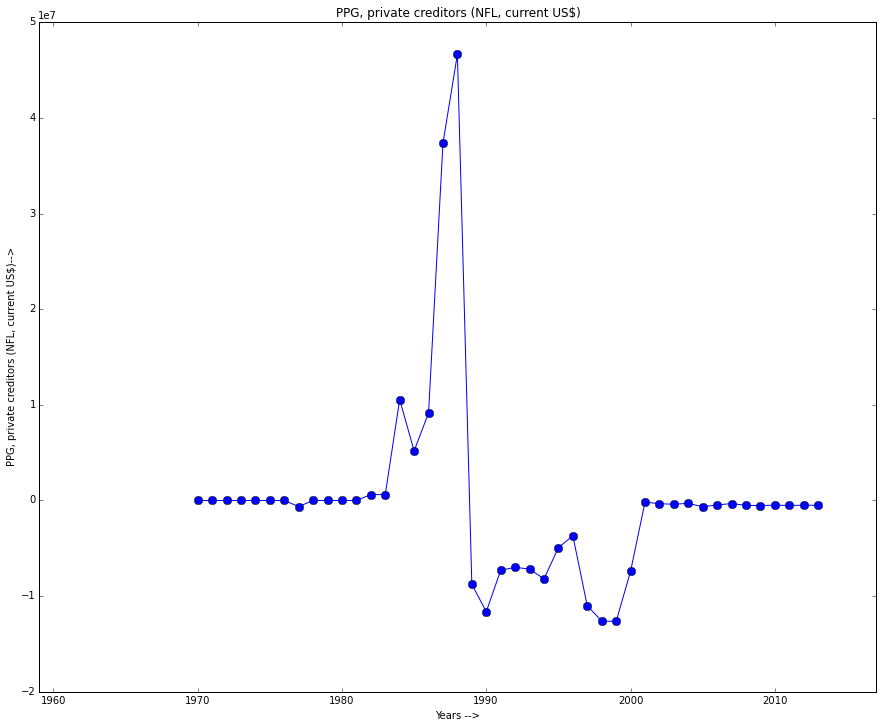 PPG, private creditors (NFL, current US$)
1e7
5
4
3
2
1
0
−1
−2
PPG, private creditors (NFL, current US$)-->
1960 1970 1980 1990 2000 2010
Years -->